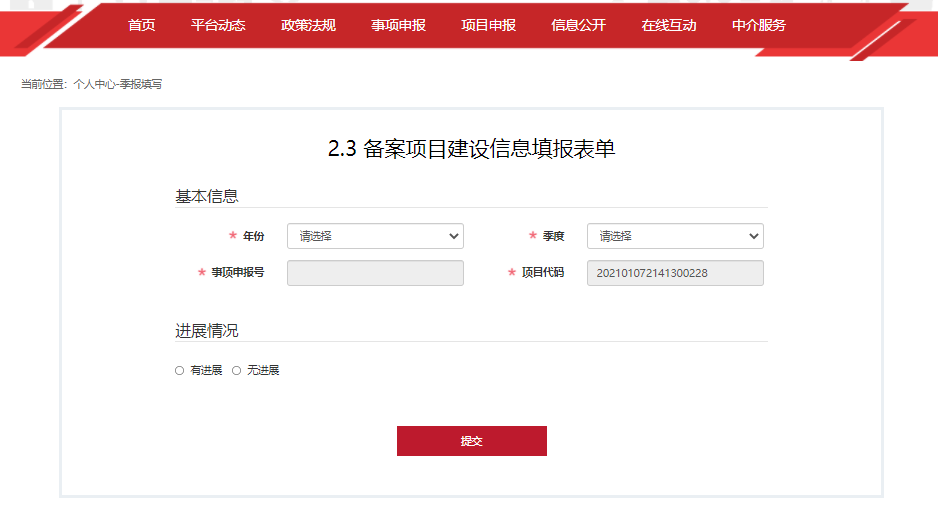 首页 平台动态 政策法规 事项申报 项目申报 信息公开 在线互动 中介服务
当前位置：个人中心-季报填写
2.3 备案项目建设信息填报表单
基本信息
* 年份 请选择 * 季度 请选择
* 事项申报号 * 项目代码 202101072141300228
进展情况
有进展 无进展
提交